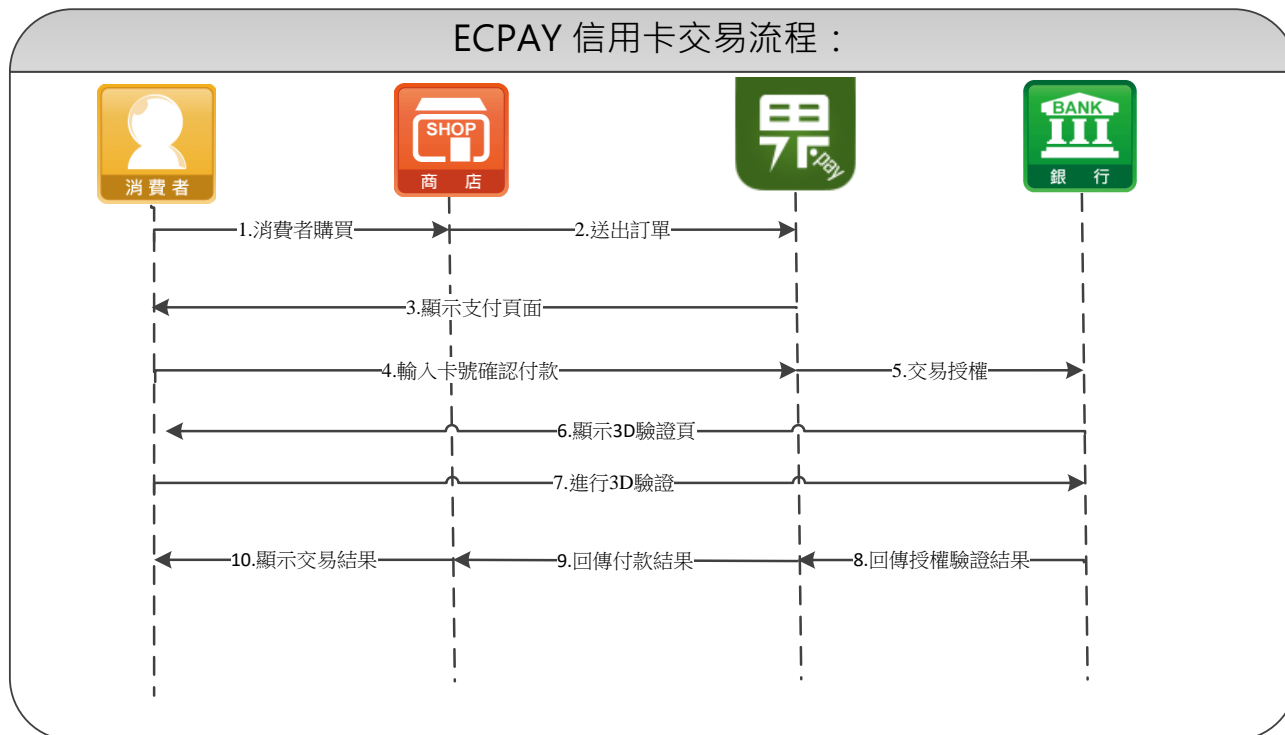 ECPAY 信用卡交易流程：
消費者
SHOP
商 店
界
.pay
BANK
銀 行
1.消費者購買
2.送出訂單
3.顯示支付頁面
4.輸入卡號確認付款
5.交易授權
6.顯示3D驗證頁
7.進行3D驗證
10.顯示交易結果
9.回傳付款結果
8.回傳授權驗證結果